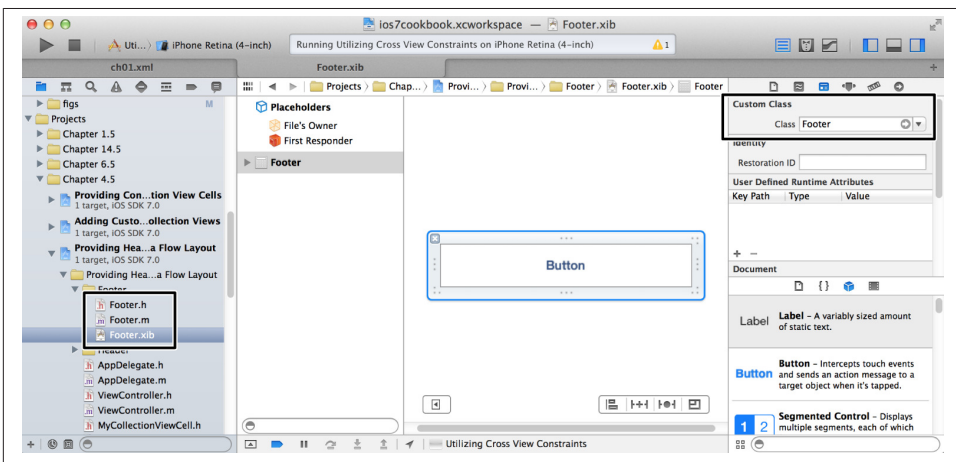 ios7cookbook.xcworkspace — Footer.xib
Uti... iPhone Retina (4-inch)
Running Utilizing Cross View Constraints on iPhone Retina (4-inch)
1
ch01.xml
Footer.xib
+
figs
M
Projects
Chapter 1.5
Chapter 14.5
Chapter 6.5
Chapter 4.5
Providing Con...tion View Cells
1 target, iOS SDK 7.0
Adding Custo...ollection Views
1 target, iOS SDK 7.0
Providing Hea...a Flow Layout
1 target, iOS SDK 7.0
Providing Hea...a Flow Layout
Footer
Footer.h
Footer.m
Footer.xib
Header
AppDelegate.h
AppDelegate.m
ViewController.h
ViewController.m
MyCollectionViewCell.h
Projects
Chap...
Provi...
Provi...
Footer
Footer.xib
Footer
Placeholders
File's Owner
First Responder
Footer
Button
Utilizing Cross View Constraints
Custom Class
Class Footer
Identity
Restoration ID
User Defined Runtime Attributes
Key Path Type Value
+ −
Document
{}
Label
Label – A variably sized amount
of static text.
Button
Button – Intercepts touch events
and sends an action message to a
target object when it's tapped.
1 2
Segmented Control – Displays
multiple segments, each of which